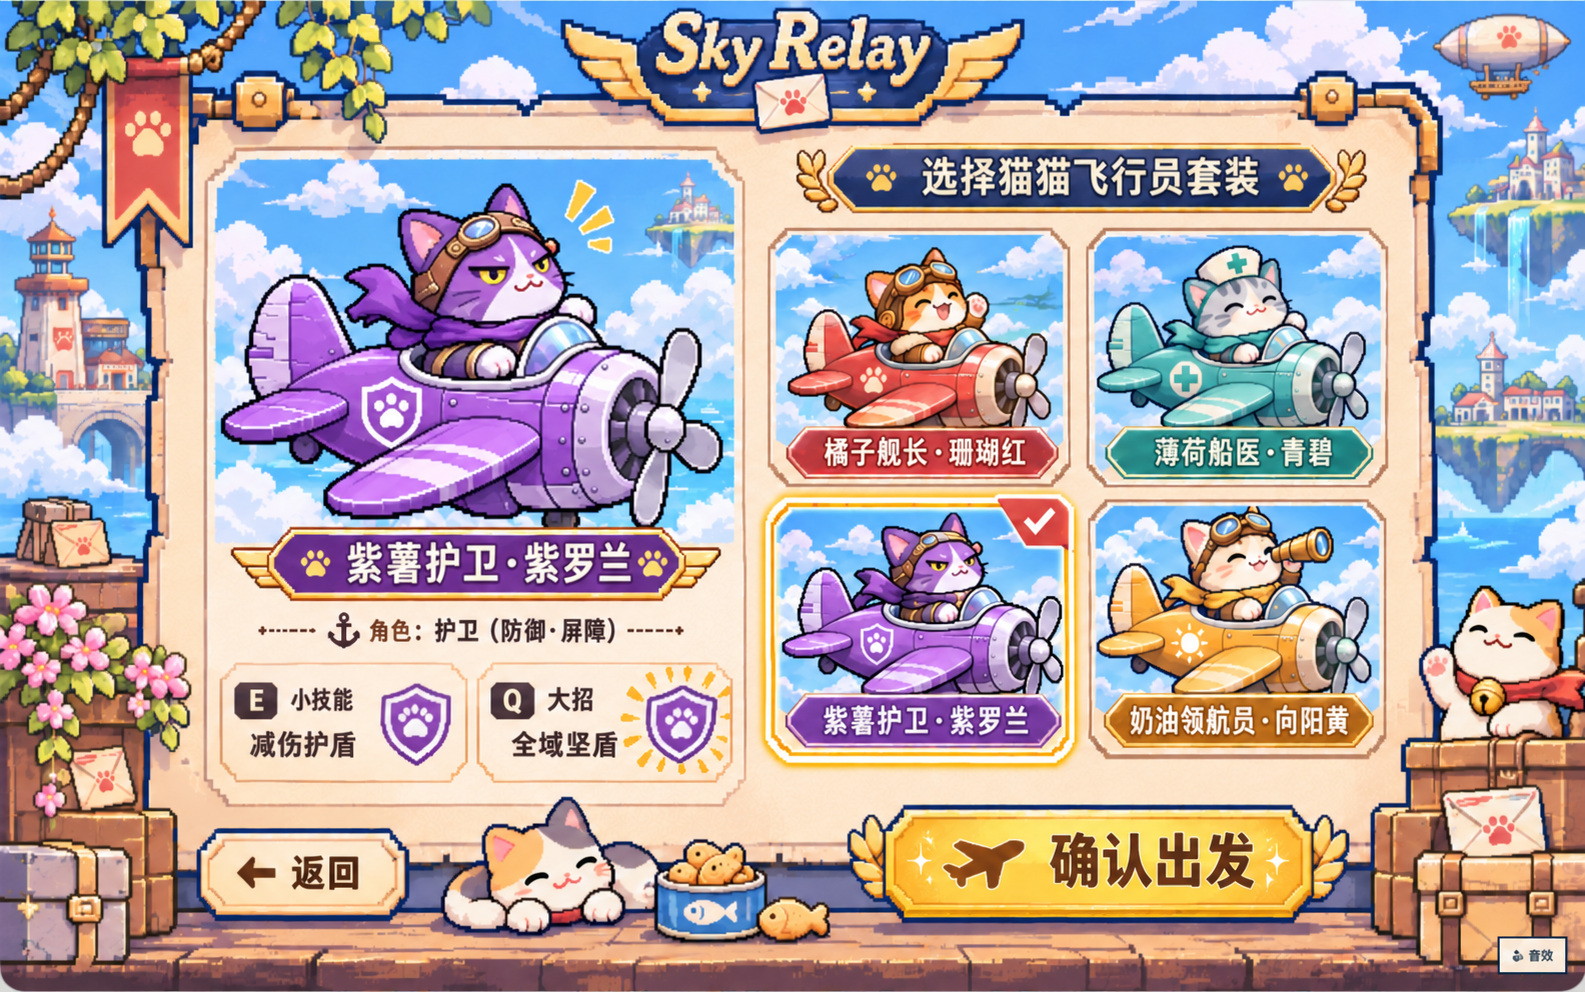 Sky Relay
选择猫猫飞行员套装
橘子舰长·珊瑚红
薄荷船医·青碧
紫薯护卫·紫罗兰
奶油领航员·向阳黄
紫薯护卫·紫罗兰
角色：护卫（防御·屏障）
E 小技能
减伤护盾
Q 大招
全域坚盾
返回
确认出发
音效